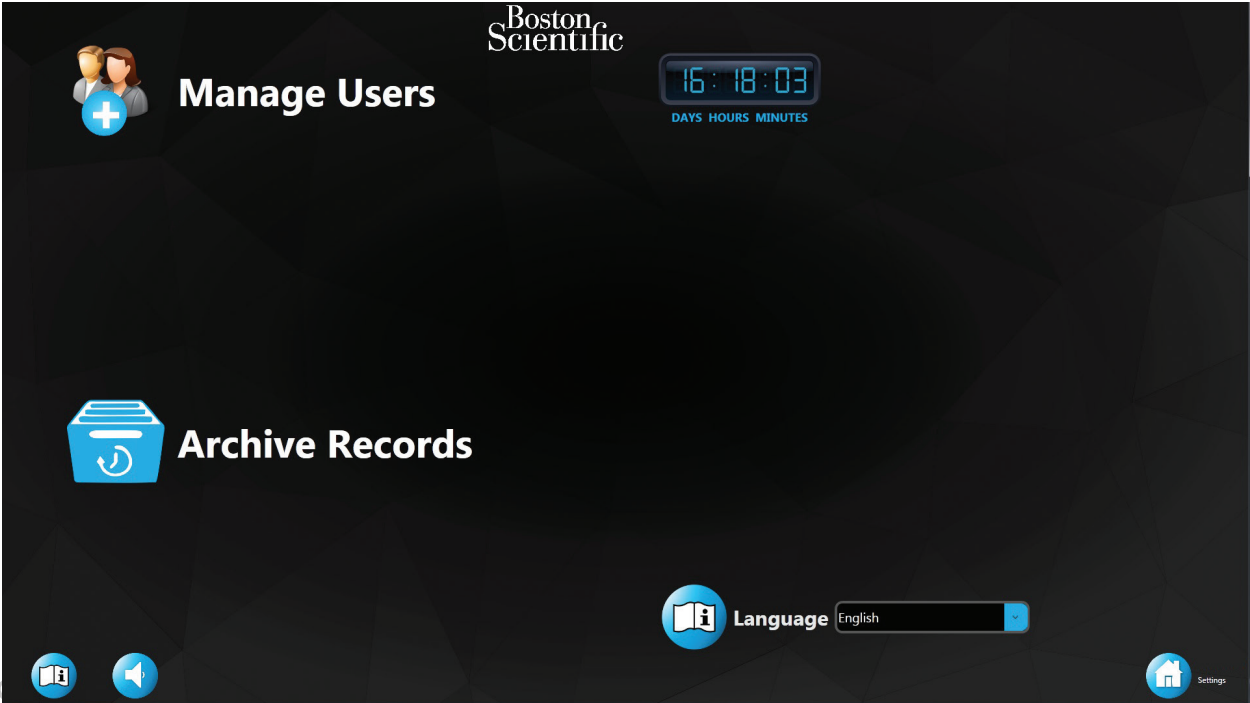 Boston
Scientific
Manage Users
16:18:03
DAYS HOURS MINUTES
Archive Records
Language English
Settings